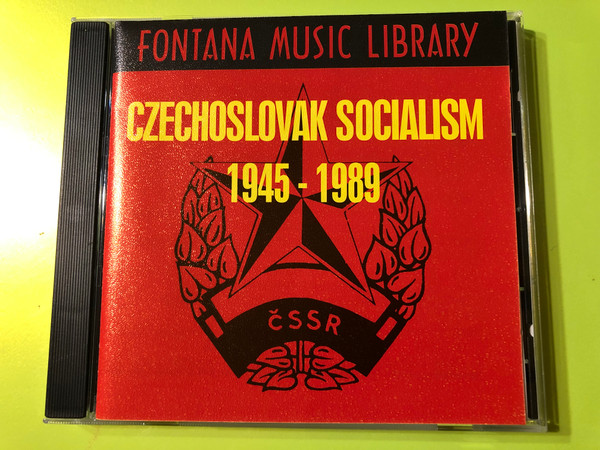 FONTANA MUSIC LIBRARY
CZECHOSLOVAK SOCIALISM
1945 - 1989
ČSSR